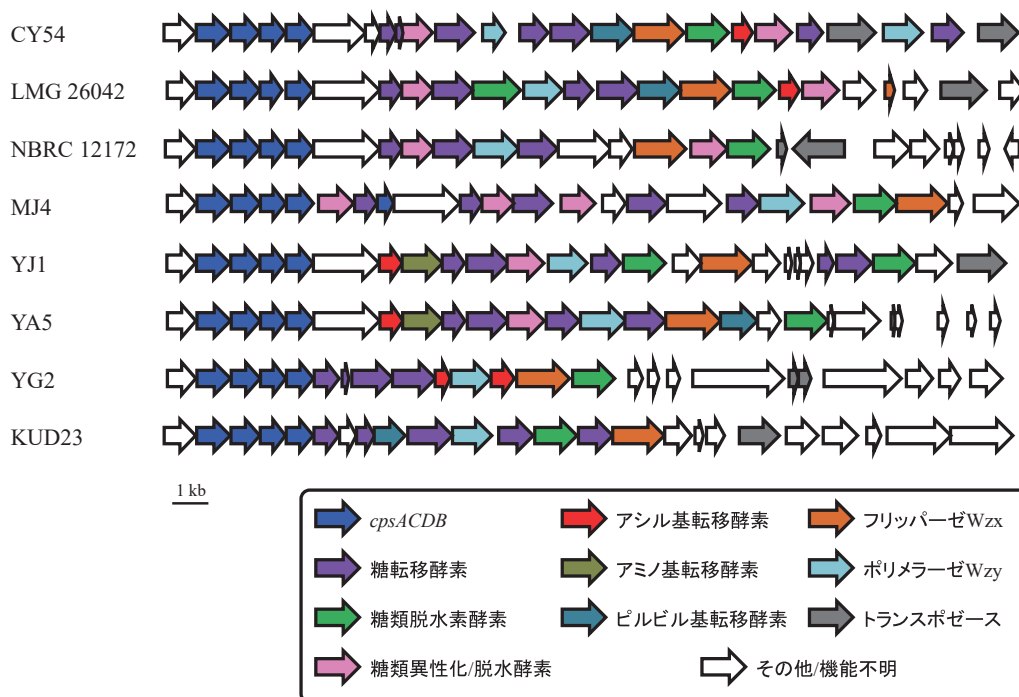 CY54
LMG 26042
NBRC 12172
MJ4
YJ1
YA5
YG2
KUD23
1 kb
cpsACDB
アシル基転移酵素
フリッパーゼWzx
糖転移酵素
アミノ基転移酵素
ポリメラーゼWzy
糖類脱水素酵素
ピルビル基転移酵素
トランスポゼース
糖類異性化/脱水酵素
その他/機能不明